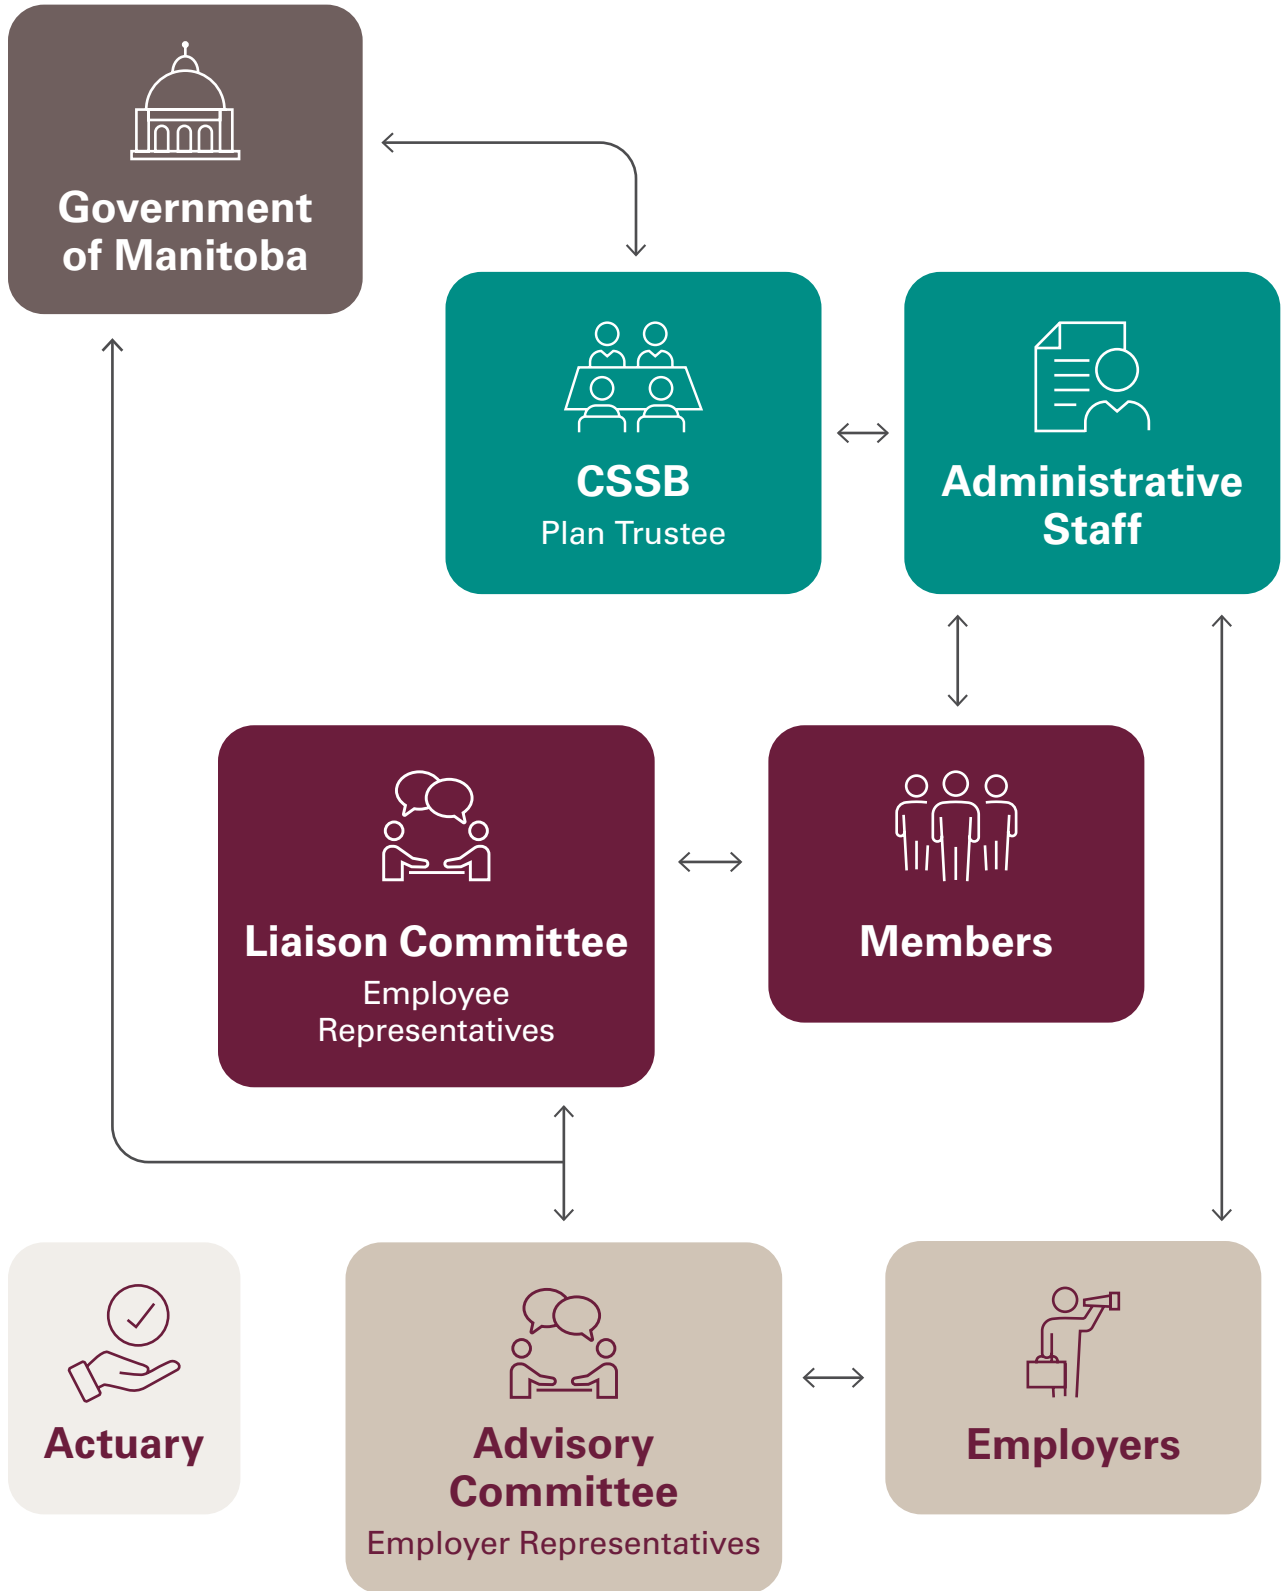 Government
of Manitoba
CSSB
Plan Trustee
Administrative
Staff
Liaison Committee
Employee
Representatives
Members
Actuary
Advisory
Committee
Employer Representatives
Employers